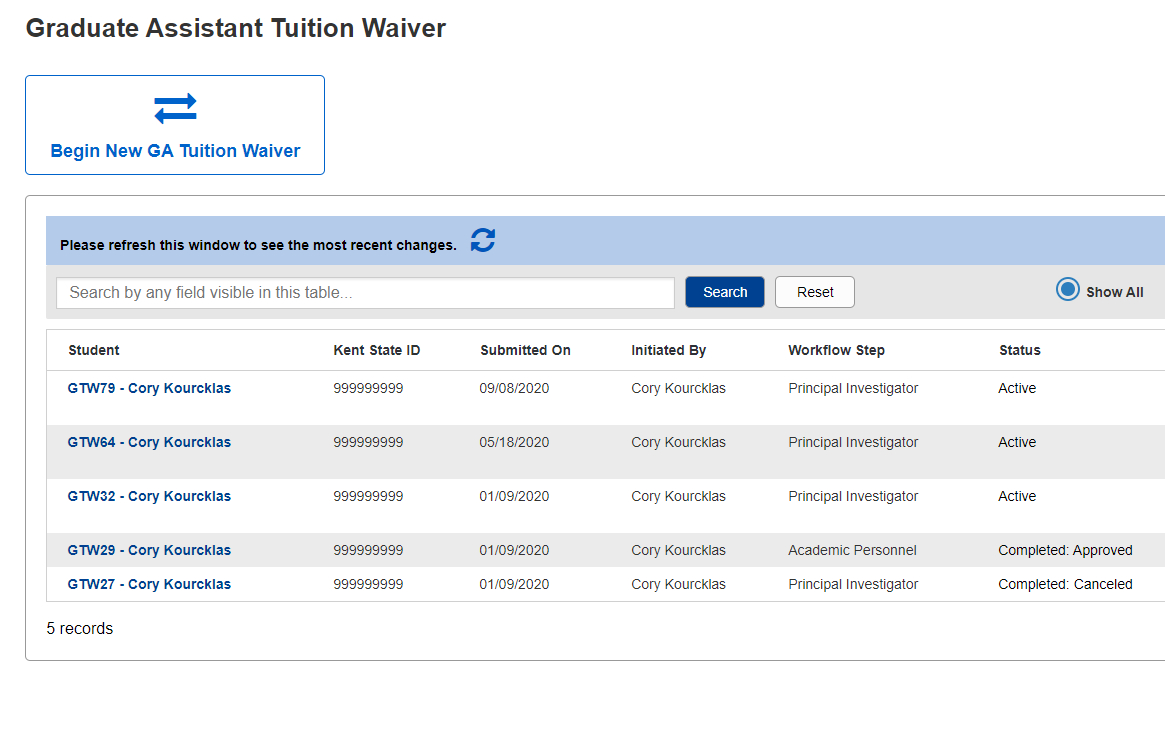 Graduate Assistant Tuition Waiver
Begin New GA Tuition Waiver
Please refresh this window to see the most recent changes.
Search by any field visible in this table... Search Reset Show All
Student Kent State ID Submitted On Initiated By Workflow Step Status
GTW79 - Cory Kourcklas 999999999 09/08/2020 Cory Kourcklas Principal Investigator Active
GTW64 - Cory Kourcklas 999999999 05/18/2020 Cory Kourcklas Principal Investigator Active
GTW32 - Cory Kourcklas 999999999 01/09/2020 Cory Kourcklas Principal Investigator Active
GTW29 - Cory Kourcklas 999999999 01/09/2020 Cory Kourcklas Academic Personnel Completed: Approved
GTW27 - Cory Kourcklas 999999999 01/09/2020 Cory Kourcklas Principal Investigator Completed: Canceled
5 records